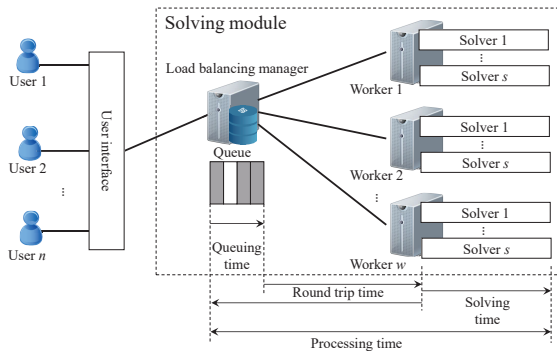 Solving module
User 1
User 2
⋮
User n
User interface
Load balancing manager
Queue
Queuing
time
Worker 1
Solver 1
⋮
Solver s
Worker 2
Solver 1
⋮
Solver s
⋮
Worker w
Solver 1
⋮
Solver s
Round trip time
Solving
time
Processing time